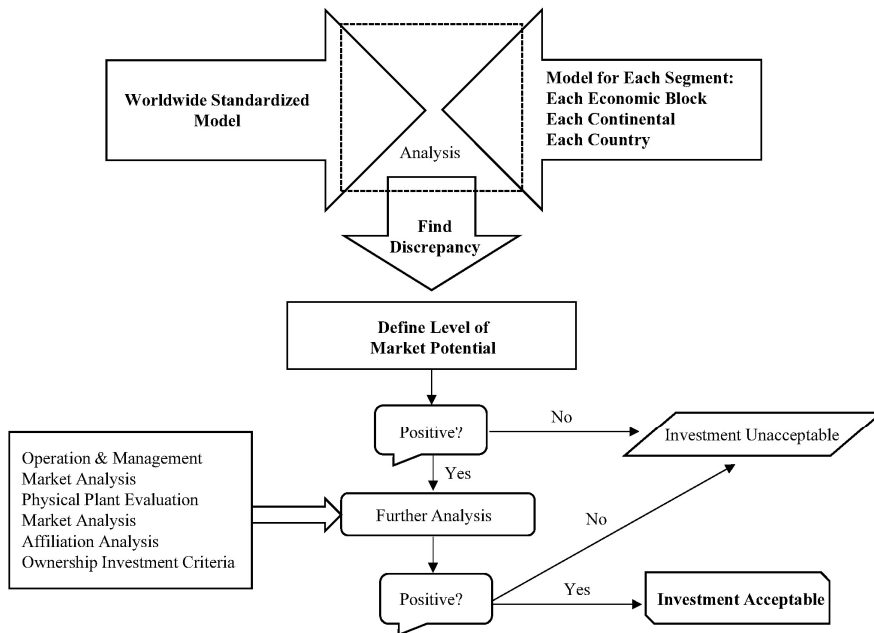 Worldwide Standardized
Model
Model for Each Segment:
Each Economic Block
Each Continental
Each Country
Analysis
Find
Discrepancy
Define Level of
Market Potential
Positive?
No
Investment Unacceptable
Yes
Operation & Management
Market Analysis
Physical Plant Evaluation
Market Analysis
Affiliation Analysis
Ownership Investment Criteria
Further Analysis
No
Positive?
Yes
Investment Acceptable